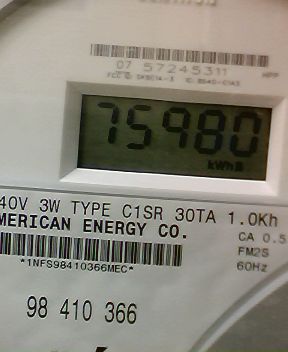 07 57245311
75980
kWh
40V 3W TYPE C1SR 30TA 1.0Kh
MERICAN ENERGY CO.
CA 0.5
*1NFS98410366MEC*
FM2S
60Hz
98 410 366